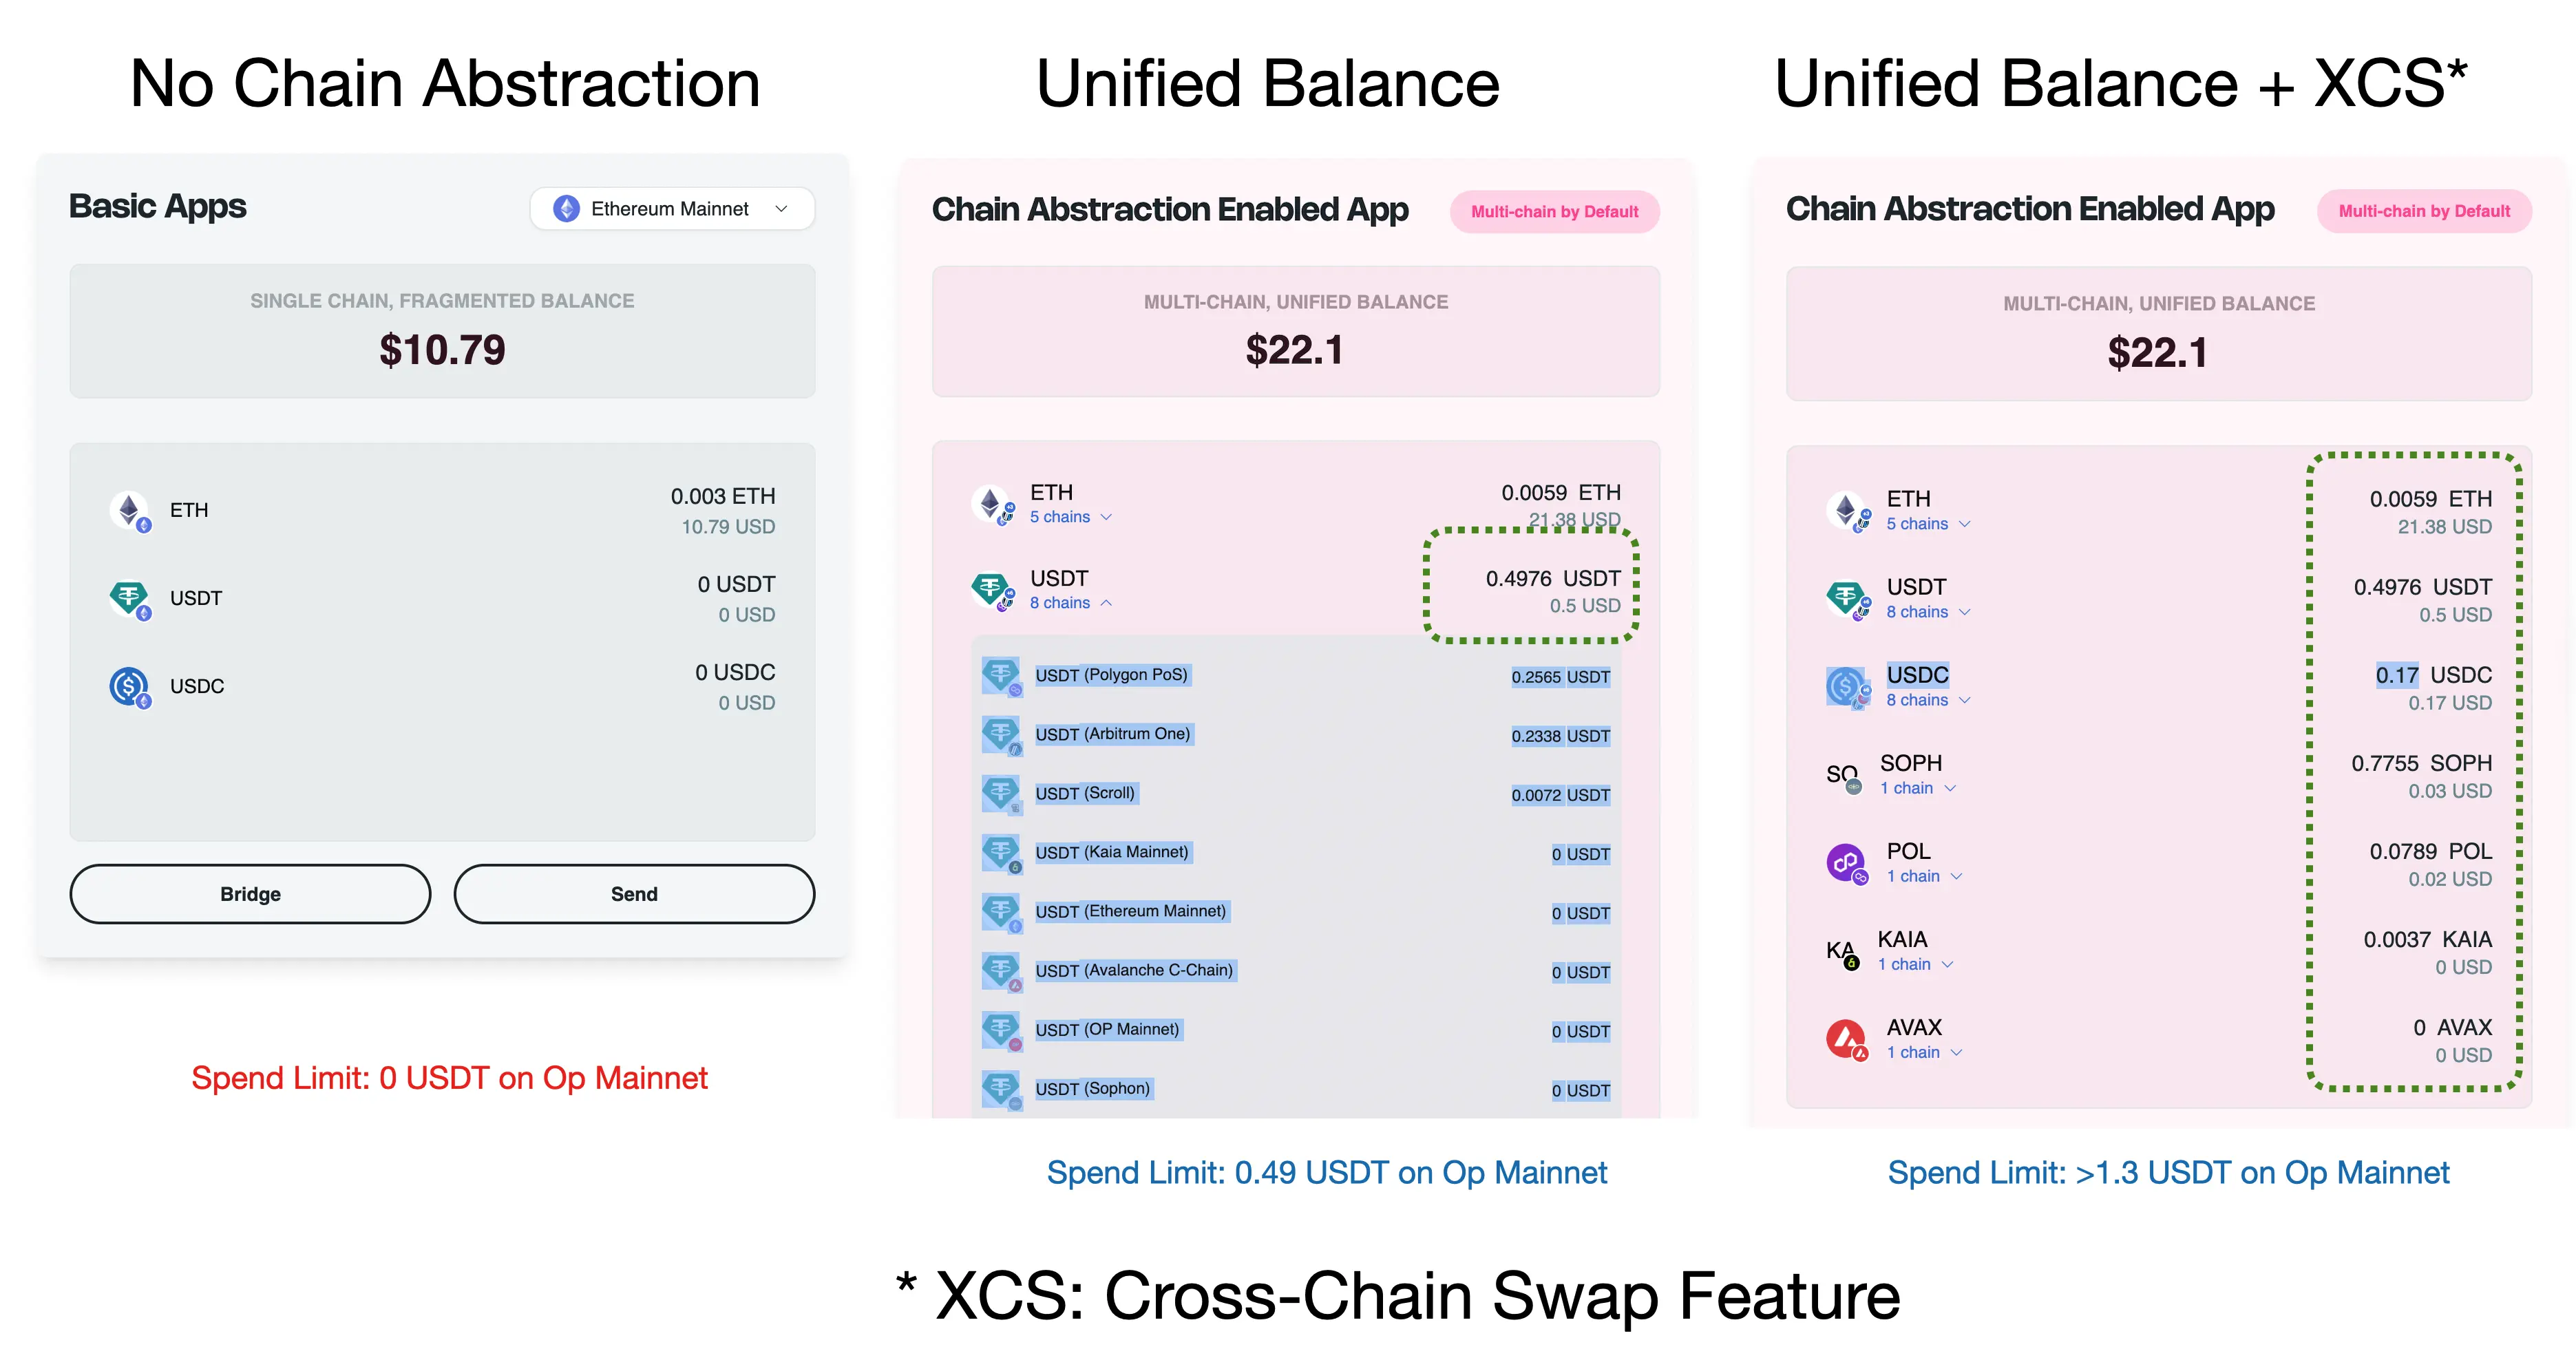 No Chain Abstraction
Basic Apps
Ethereum Mainnet
SINGLE CHAIN, FRAGMENTED BALANCE
$10.79
ETH
0.003 ETH
10.79 USD
USDT
0 USDT
0 USD
USDC
0 USDC
0 USD
Bridge
Send
Spend Limit: 0 USDT on Op Mainnet
Unified Balance
Chain Abstraction Enabled App
Multi-chain by Default
MULTI-CHAIN, UNIFIED BALANCE
$22.1
ETH
5 chains
0.0059 ETH
21.38 USD
USDT
8 chains
0.4976 USDT
0.5 USD
USDT (Polygon PoS)
0.2565 USDT
USDT (Arbitrum One)
0.2338 USDT
USDT (Scroll)
0.0072 USDT
USDT (Kaia Mainnet)
0 USDT
USDT (Ethereum Mainnet)
0 USDT
USDT (Avalanche C-Chain)
0 USDT
USDT (OP Mainnet)
0 USDT
USDT (Sophon)
0 USDT
Spend Limit: 0.49 USDT on Op Mainnet
Unified Balance + XCS*
Chain Abstraction Enabled App
Multi-chain by Default
MULTI-CHAIN, UNIFIED BALANCE
$22.1
ETH
5 chains
0.0059 ETH
21.38 USD
USDT
8 chains
0.4976 USDT
0.5 USD
USDC
8 chains
0.17 USDC
0.17 USD
SO
SOPH
1 chain
0.7755 SOPH
0.03 USD
POL
1 chain
0.0789 POL
0.02 USD
KA
KAIA
1 chain
0.0037 KAIA
0 USD
AVAX
1 chain
0 AVAX
0 USD
Spend Limit: >1.3 USDT on Op Mainnet
* XCS: Cross-Chain Swap Feature